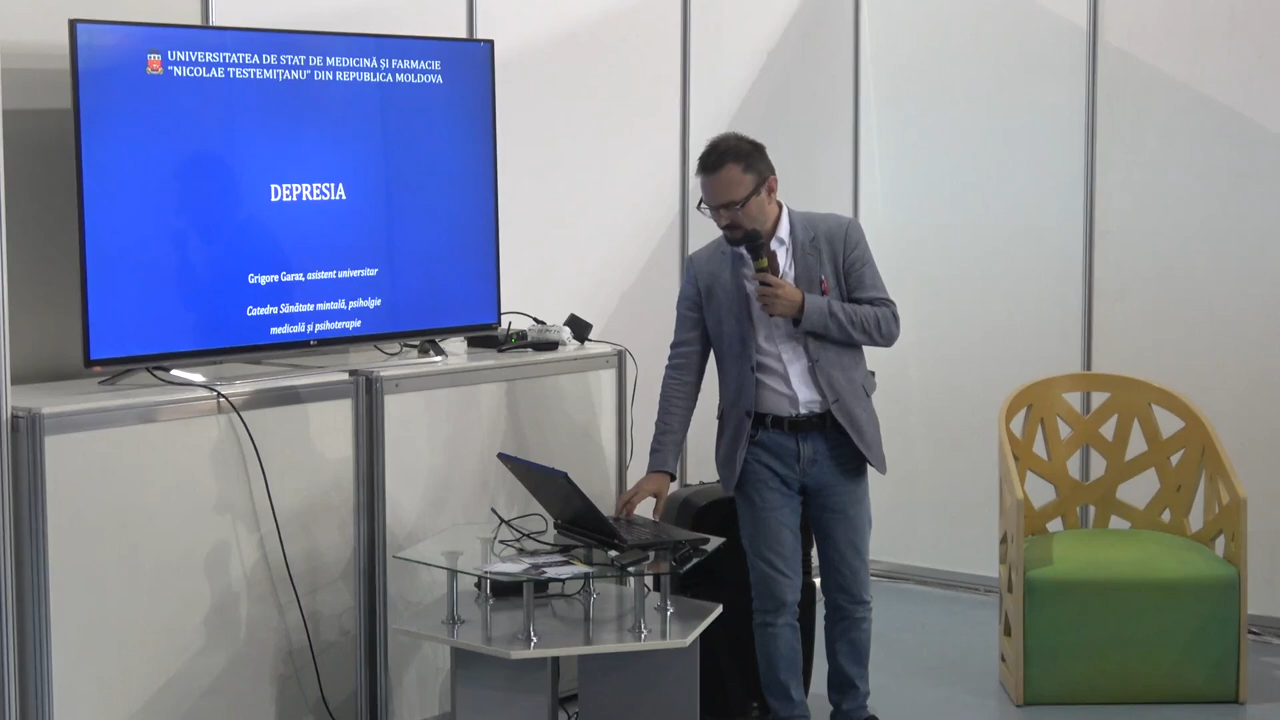 UNIVERSITATEA DE STAT DE MEDICINĂ ȘI FARMACIE
"NICOLAE TESTEMIȚANU" DIN REPUBLICA MOLDOVA
DEPRESIA
Grigore Garaz, asistent universitar
Catedra Sănătate mintală, psiholgie
medicală și psihoterapie
LG